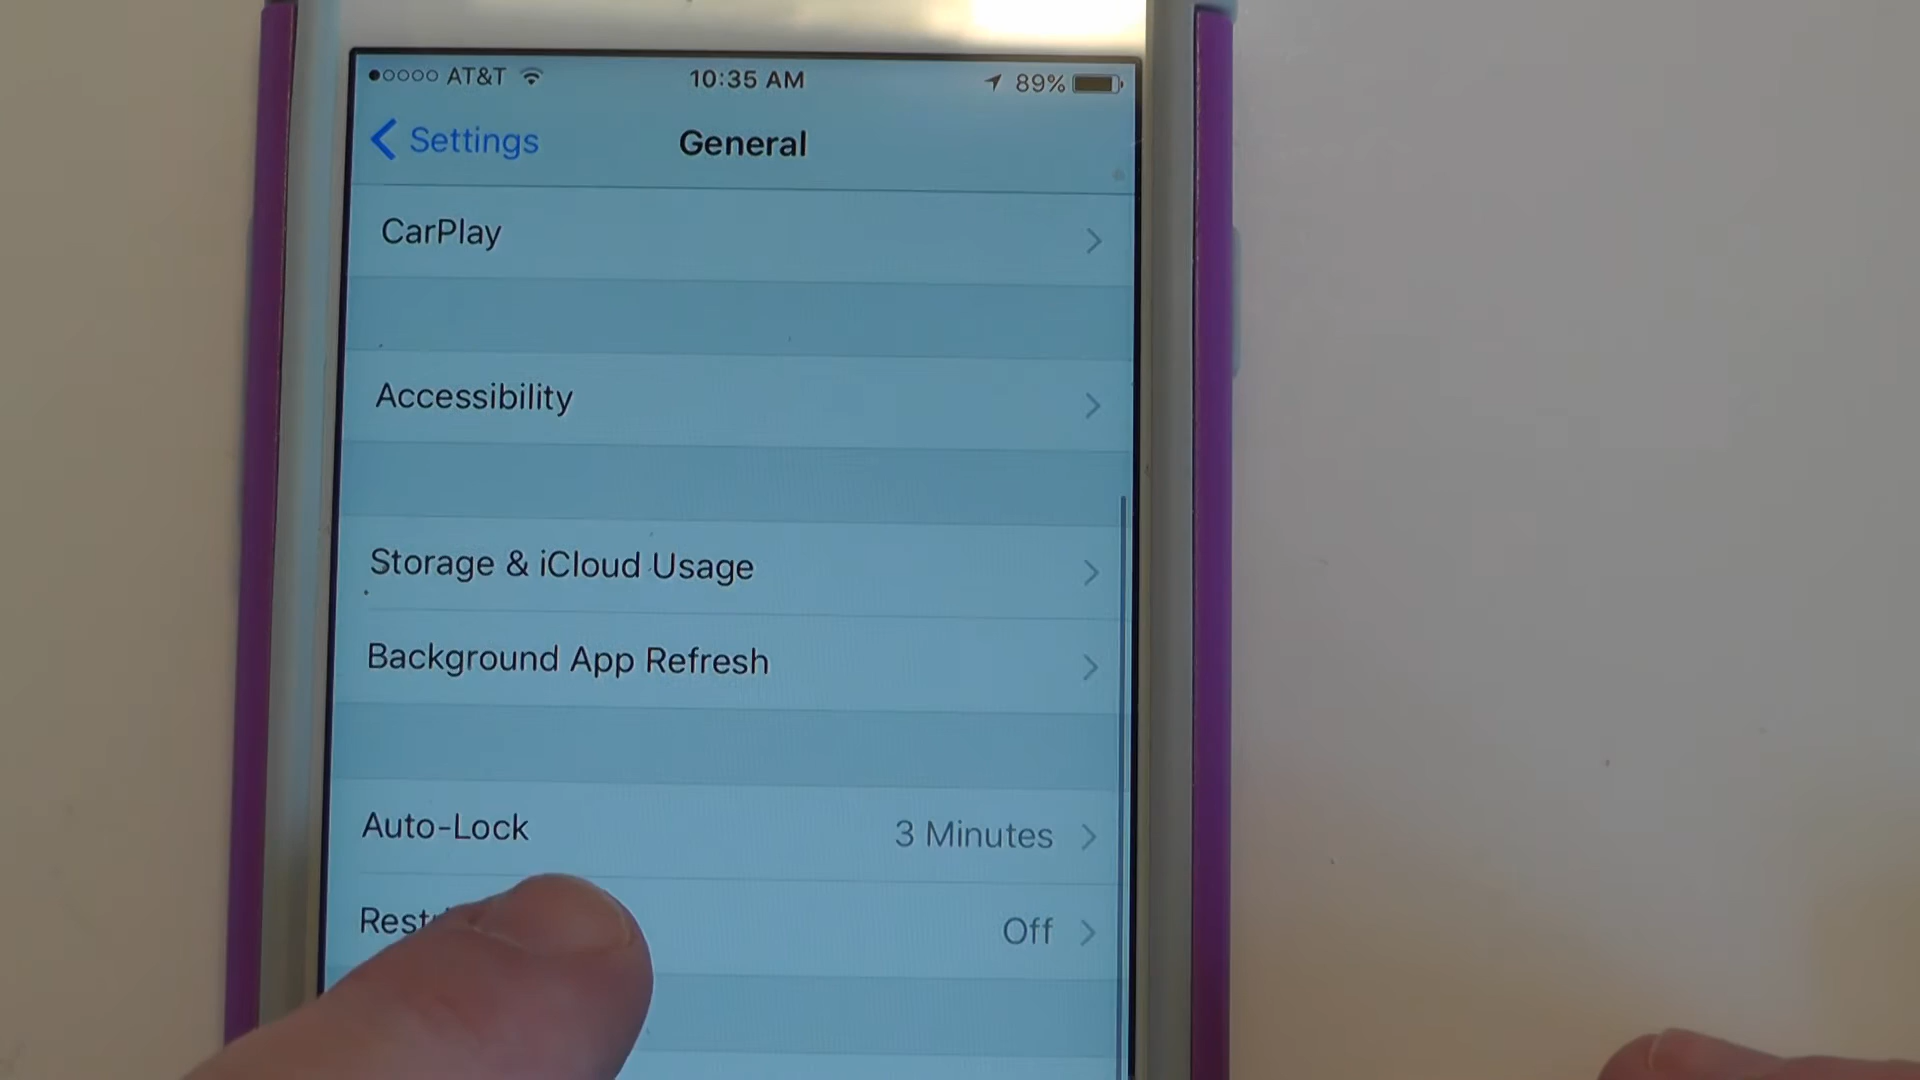 AT&T 10:35 AM 89%
Settings General
CarPlay
Accessibility
Storage & iCloud Usage
Background App Refresh
Auto-Lock 3 Minutes
Off